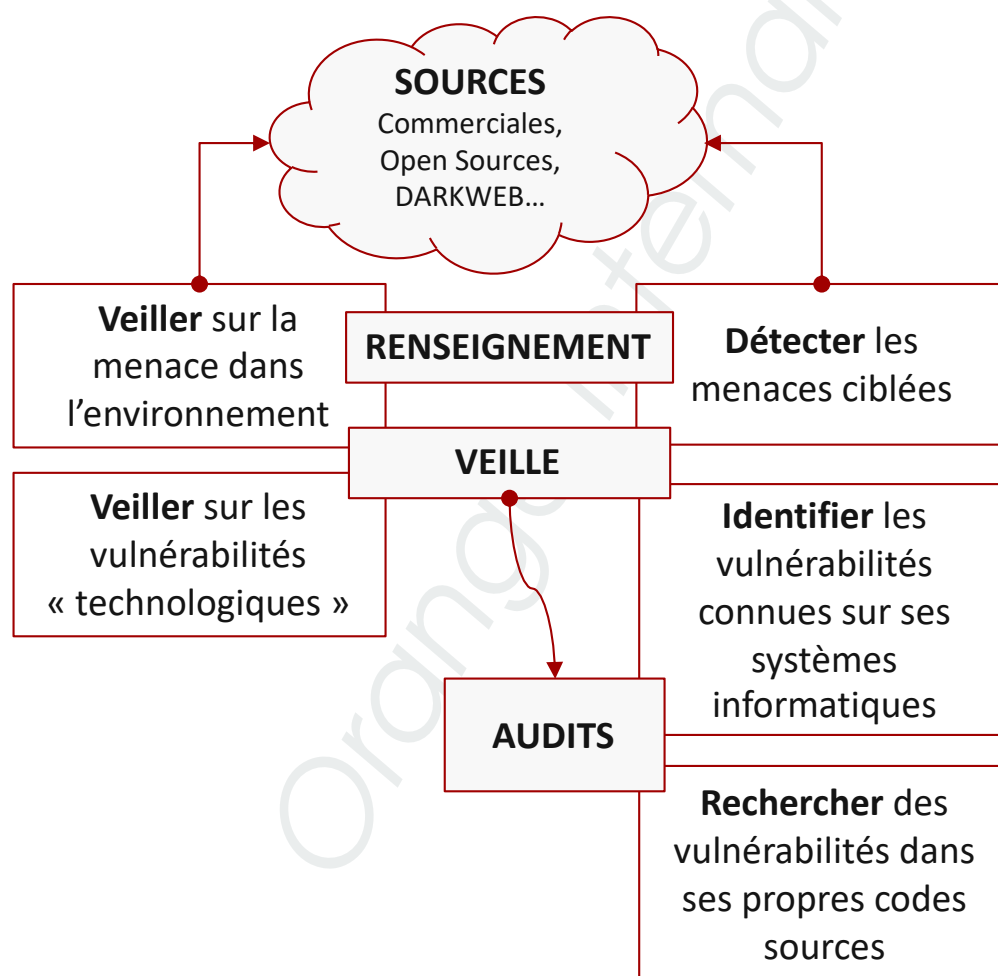 SOURCES
Commerciales,
Open Sources,
DARKWEB...
Veiller sur la
menace dans
l'environnement
RENSEIGNEMENT
Détecter les
menaces ciblées
VEILLE
Veiller sur les
vulnérabilités
« technologiques »
Identifier les
vulnérabilités
connues sur ses
systèmes
informatiques
AUDITS
Rechercher des
vulnérabilités dans
ses propres codes
sources